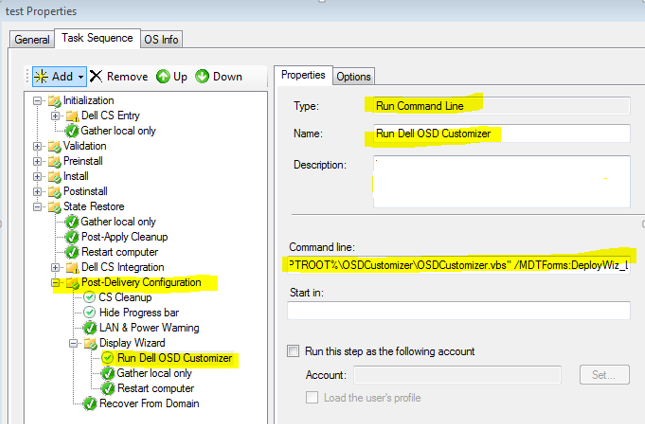 test Properties
General Task Sequence OS Info
Add Remove Up Down
Initialization
Dell CS Entry
Gather local only
Validation
Preinstall
Install
Postinstall
State Restore
Gather local only
Post-Apply Cleanup
Restart computer
Dell CS Integration
Post-Delivery Configuration
CS Cleanup
Hide Progress bar
LAN & Power Warning
Display Wizard
Run Dell OSD Customizer
Gather local only
Restart computer
Recover From Domain
Properties Options
Type: Run Command Line
Name: Run Dell OSD Customizer
Description:
Command line:
PTROOT%\OSDCustomizer\OSDCustomizer.vbs" /MDTForms:DeployWiz_
Start in:
Run this step as the following account
Account: Set...
Load the user's profile